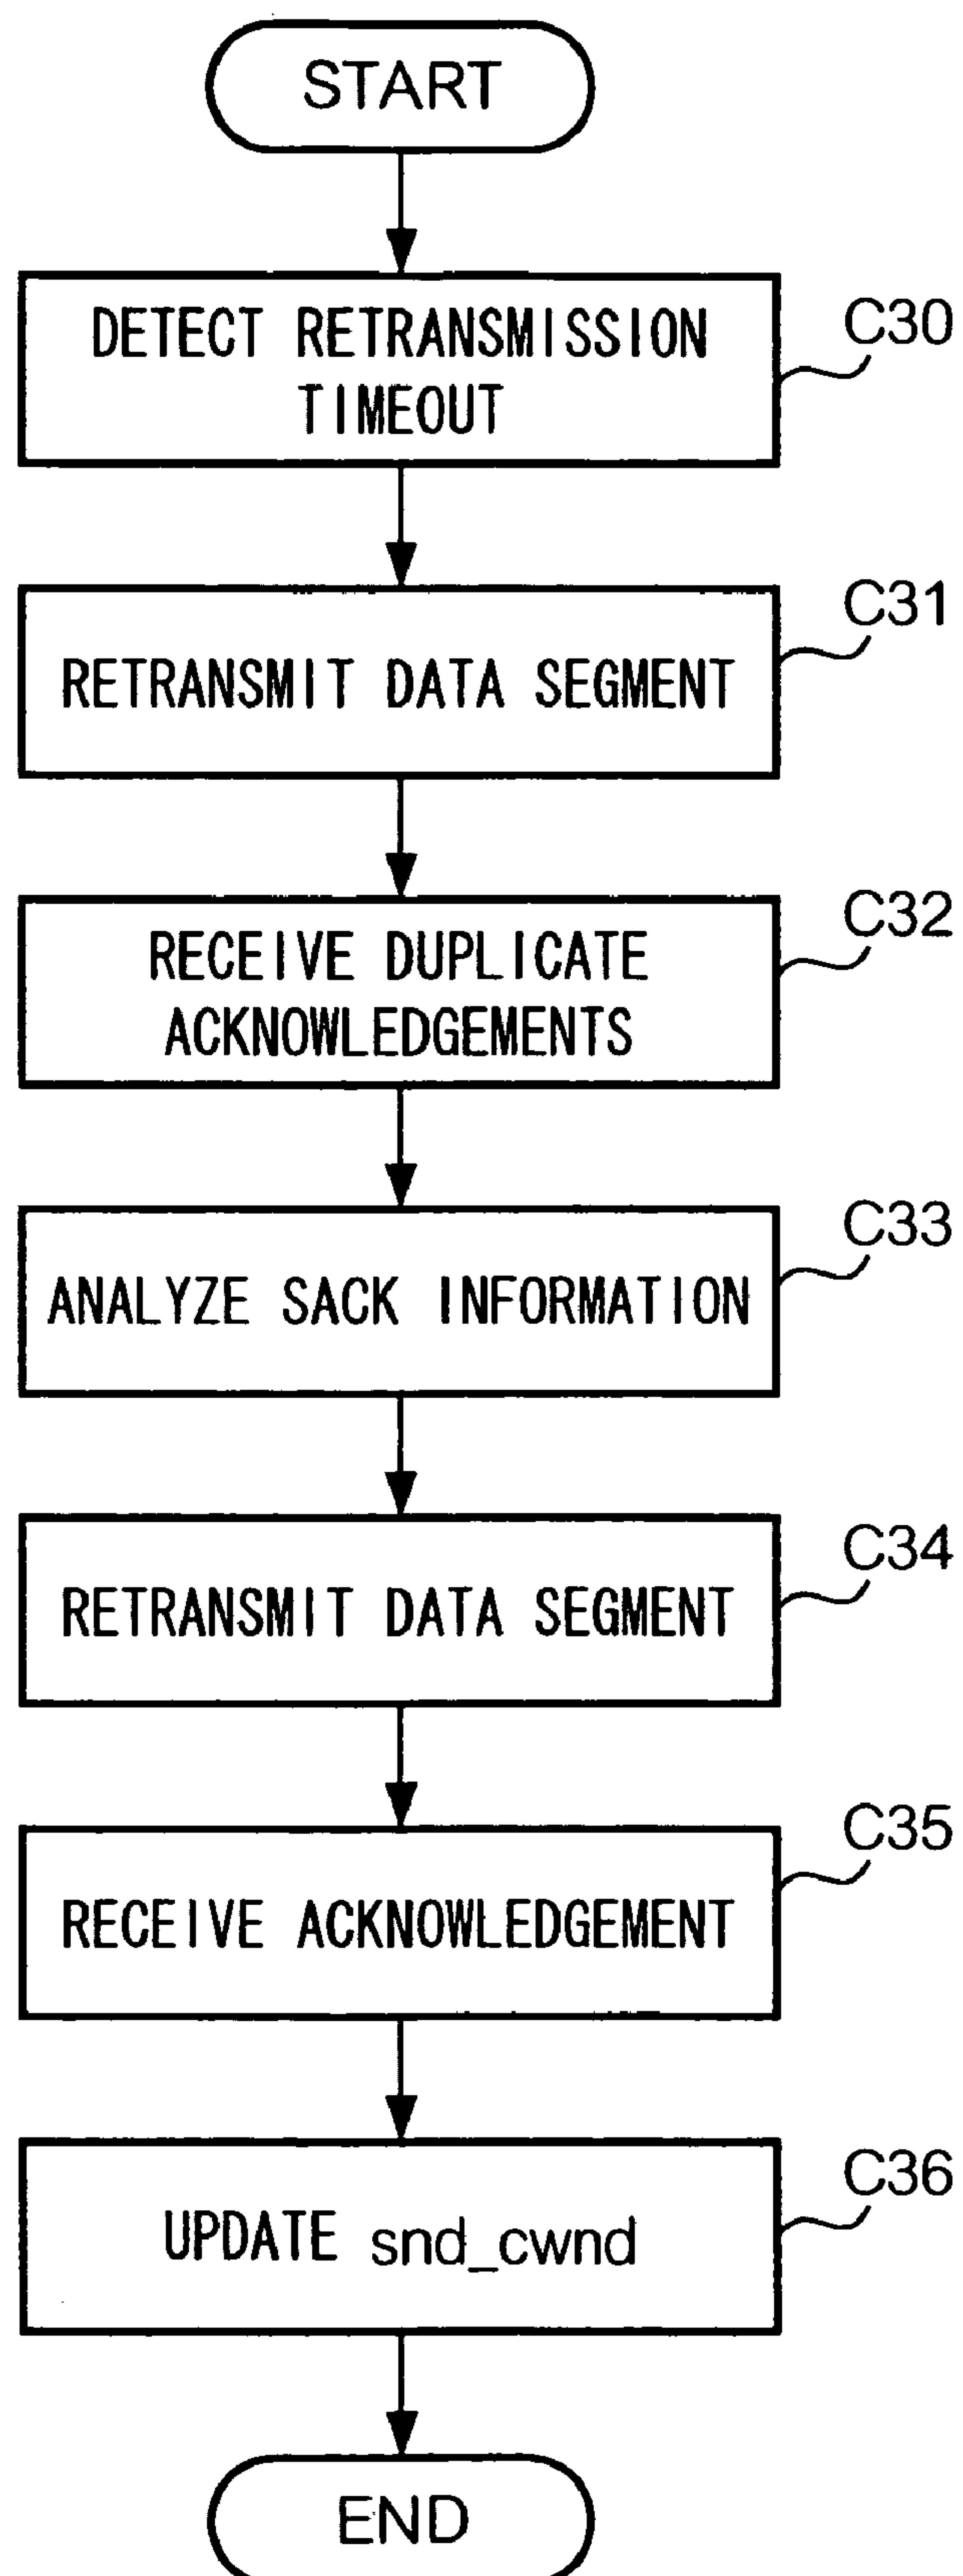 START
DETECT RETRANSMISSION
TIMEOUT
C30
RETRANSMIT DATA SEGMENT
C31
RECEIVE DUPLICATE
ACKNOWLEDGEMENTS
C32
ANALYZE SACK INFORMATION
C33
RETRANSMIT DATA SEGMENT
C34
RECEIVE ACKNOWLEDGEMENT
C35
UPDATE snd_cwnd
C36
END